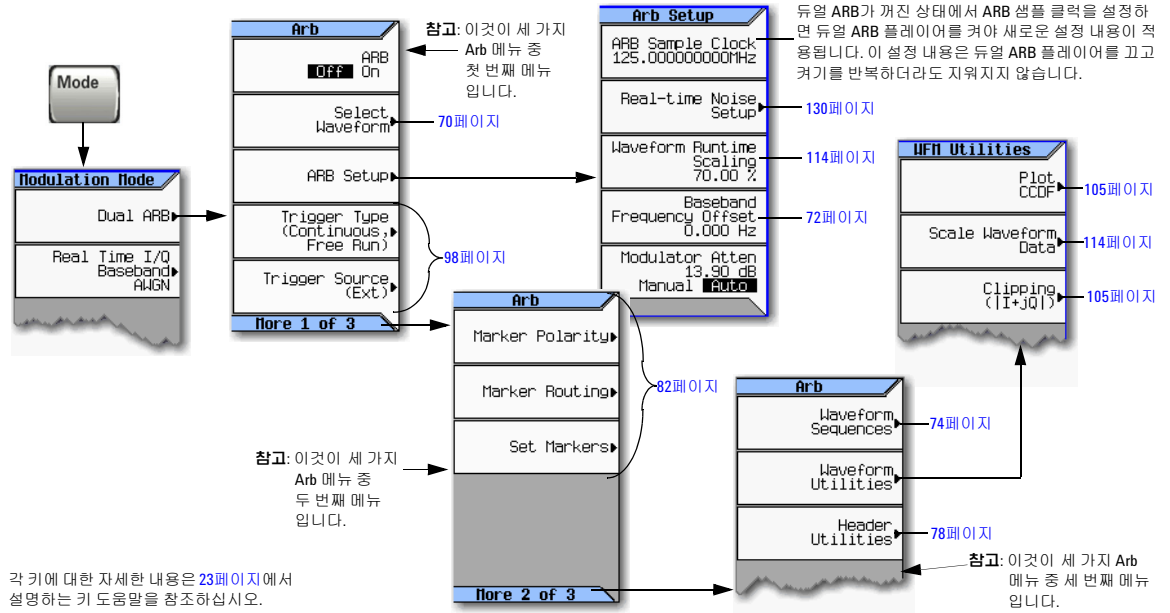 Mode
Modulation Mode
Dual ARB
Real Time I/Q
Baseband
AWGN
Arb
ARB
Off On
Select
Waveform
70페이지
ARB Setup
Trigger Type
(Continuous,
Free Run)
Trigger Source
(Ext)
98페이지
More 1 of 3
참고: 이것이 세 가지
Arb 메뉴 중
첫 번째 메뉴
입니다.
Arb Setup
ARB Sample Clock
125.000000000MHz
Real-time Noise
Setup
130페이지
Waveform Runtime
Scaling
70.00 %
114페이지
Baseband
Frequency Offset
0.000 Hz
72페이지
Modulator Atten
13.90 dB
Manual Auto
듀얼 ARB가 꺼진 상태에서 ARB 샘플 클럭을 설정하
면 듀얼 ARB 플레이어를 켜야 새로운 설정 내용이 적
용됩니다. 이 설정 내용은 듀얼 ARB 플레이어를 끄고
켜기를 반복하더라도 지워지지 않습니다.
Arb
Marker Polarity
Marker Routing
Set Markers
82페이지
More 2 of 3
참고: 이것이 세 가지
Arb 메뉴 중
두 번째 메뉴
입니다.
Arb
Waveform
Sequences
74페이지
Waveform
Utilities
Header
Utilities
78페이지
참고: 이것이 세 가지 Arb
메뉴 중 세 번째 메뉴
입니다.
WFM Utilities
Plot
CCDF
105페이지
Scale Waveform
Data
114페이지
Clipping
(|I+jQ|)
105페이지
각 키에 대한 자세한 내용은 23페이지에서
설명하는 키 도움말을 참조하십시오.